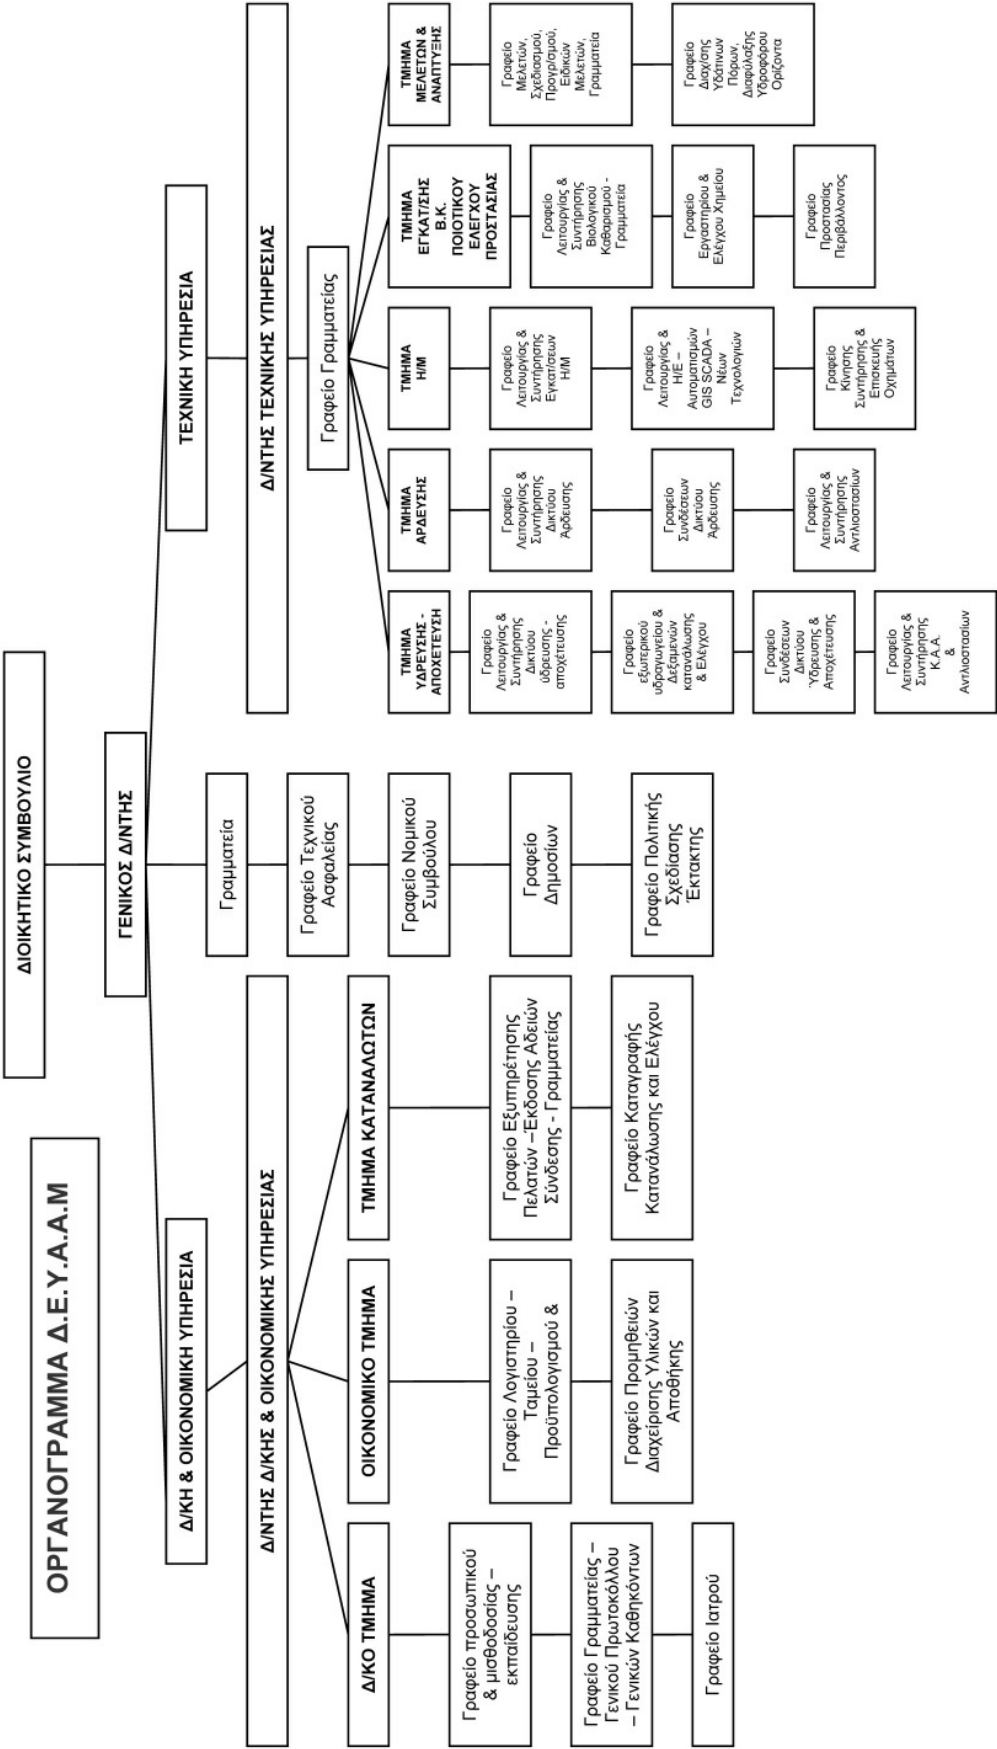 ΟΡΓΑΝΟΓΡΑΜΜΑ Δ.Ε.Υ.Α.Α.Μ
ΔΙΟΙΚΗΤΙΚΟ ΣΥΜΒΟΥΛΙΟ
ΓΕΝΙΚΟΣ Δ/ΝΤΗΣ
Δ/ΚΗ & ΟΙΚΟΝΟΜΙΚΗ ΥΠΗΡΕΣΙΑ
Δ/ΝΤΗΣ Δ/ΚΗΣ & ΟΙΚΟΝΟΜΙΚΗΣ ΥΠΗΡΕΣΙΑΣ
Δ/ΚΟ ΤΜΗΜΑ
Γραφείο προσωπικού
& μισθοδοσίας –
εκπαίδευσης
Γραφείο Γραμματείας –
Γενικού Πρωτοκόλλου
– Γενικών Καθηκόντων
Γραφείο Ιατρού
ΟΙΚΟΝΟΜΙΚΟ ΤΜΗΜΑ
Γραφείο Λογιστηρίου –
Ταμείου –
Προϋπολογισμού &
Γραφείο Προμηθειών
Διαχείρισης Υλικών και
Αποθήκης
ΤΜΗΜΑ ΚΑΤΑΝΑΛΩΤΩΝ
Γραφείο Εξυπηρέτησης
Πελατών –Έκδοσης Αδειών
Σύνδεσης - Γραμματείας
Γραφείο Καταγραφής
Κατανάλωσης και Ελέγχου
Γραμματεία
Γραφείο Τεχνικού
Ασφαλείας
Γραφείο Νομικού
Συμβούλου
Γραφείο
Δημοσίων
Γραφείο Πολιτικής
Σχεδίασης
Έκτακτης
ΤΕΧΝΙΚΗ ΥΠΗΡΕΣΙΑ
Δ/ΝΤΗΣ ΤΕΧΝΙΚΗΣ ΥΠΗΡΕΣΙΑΣ
Γραφείο Γραμματείας
ΤΜΗΜΑ
ΥΔΡΕΥΣΗΣ -
ΑΠΟΧΕΤΕΥΣΗ
Γραφείο
Λειτουργίας &
Συντήρησης
Δικτύου
ύδρευσης -
αποχέτευσης
Γραφείο
εξωτερικού
υδραγωγείου &
Δεξαμενών
κατανάλωσης
& Ελέγχου
Γραφείο
Συνδέσεων
Δικτύου
Ύδρευσης &
Αποχέτευσης
Γραφείο
Λειτουργίας &
Συντήρησης
Κ.Α.Α.
&
Αντλιοστασίων
ΤΜΗΜΑ
ΑΡΔΕΥΣΗΣ
Γραφείο
Λειτουργίας &
Συντήρησης
Δικτύου
Άρδευσης
Γραφείο
Συνδέσεων
Δικτύου
Άρδευσης
Γραφείο
Λειτουργίας &
Συντήρησης
Αντλιοστασίων
ΤΜΗΜΑ
Η/Μ
Γραφείο
Λειτουργίας &
Συντήρησης
Εγκατ/σεων
Η/Μ
Γραφείο
Λειτουργίας &
Η/Ε –
Αυτοματισμών
GIS SCADA –
Νέων
Τεχνολογιών
Γραφείο
Κίνησης
Συντήρησης &
Επισκευής
Οχημάτων
ΤΜΗΜΑ
ΕΓΚΑΤ/ΣΗΣ
Β.Κ.
ΠΟΙΟΤΙΚΟΥ
ΕΛΕΓΧΟΥ
ΠΡΟΣΤΑΣΙΑΣ
Γραφείο
Λειτουργίας &
Συντήρησης
Βιολογικού
Καθαρισμού -
Γραμματεία
Γραφείο
Εργαστηρίου &
Ελέγχου Χημείου
Γραφείο
Προστασίας
Περιβάλλοντος
ΤΜΗΜΑ
ΜΕΛΕΤΩΝ &
ΑΝΑΠΤΥΞΗΣ
Γραφείο
Μελετών,
Σχεδιασμού,
Προγρ/σμού,
Ειδικών
Μελετών,
Γραμματεία
Γραφείο
Διαχ/σης
Υδάτινων
Πόρων,
Διαφύλαξης
Υδροφόρου
Ορίζοντα